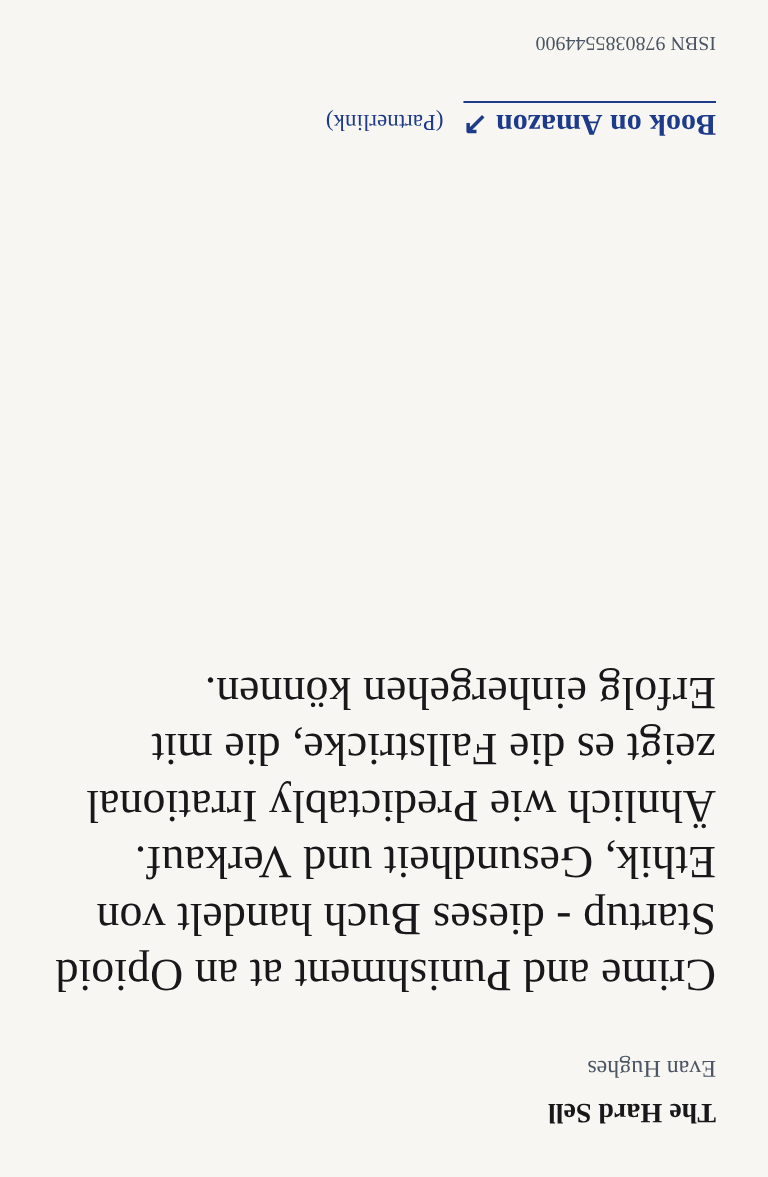 The Hard Sell
Evan Hughes
Crime and Punishment at an Opioid
Startup - dieses Buch handelt von
Ethik, Gesundheit und Verkauf.
Ähnlich wie Predictably Irrational
zeigt es die Fallstricke, die mit
Erfolg einhergehen können.
Book on Amazon ↗ (Partnerlink)
ISBN 9780385544900